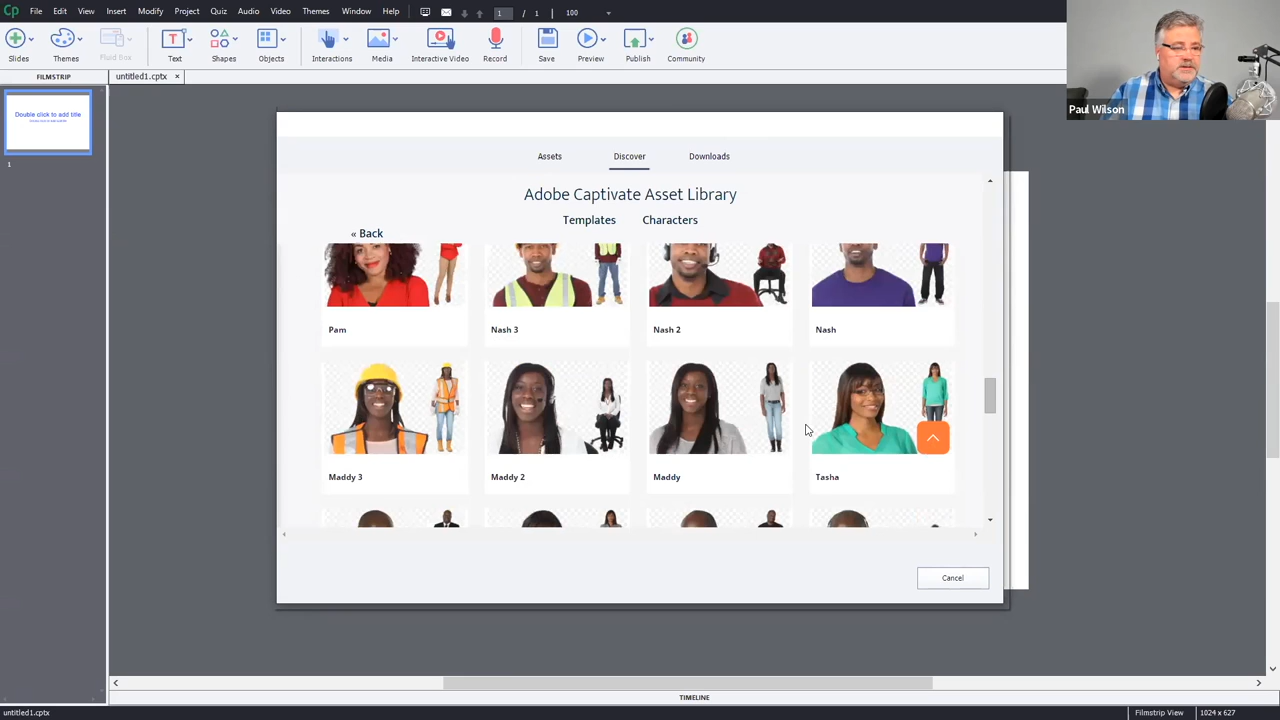 Cp File Edit View Insert Modify Project Quiz Audio Video Themes Window Help 1 / 1 100
Slides Themes Fluid Box Text Shapes Objects Interactions Media Interactive Video Record Save Preview Publish Community
FILMSTRIP untitled1.cptx ×
Double click to add title
1
Paul Wilson
Assets Discover Downloads
Adobe Captivate Asset Library
Templates Characters
« Back
Pam Nash 3 Nash 2 Nash
Maddy 3 Maddy 2 Maddy Tasha
Cancel
TIMELINE
untitled1.cptx Filmstrip View 1024 x 627